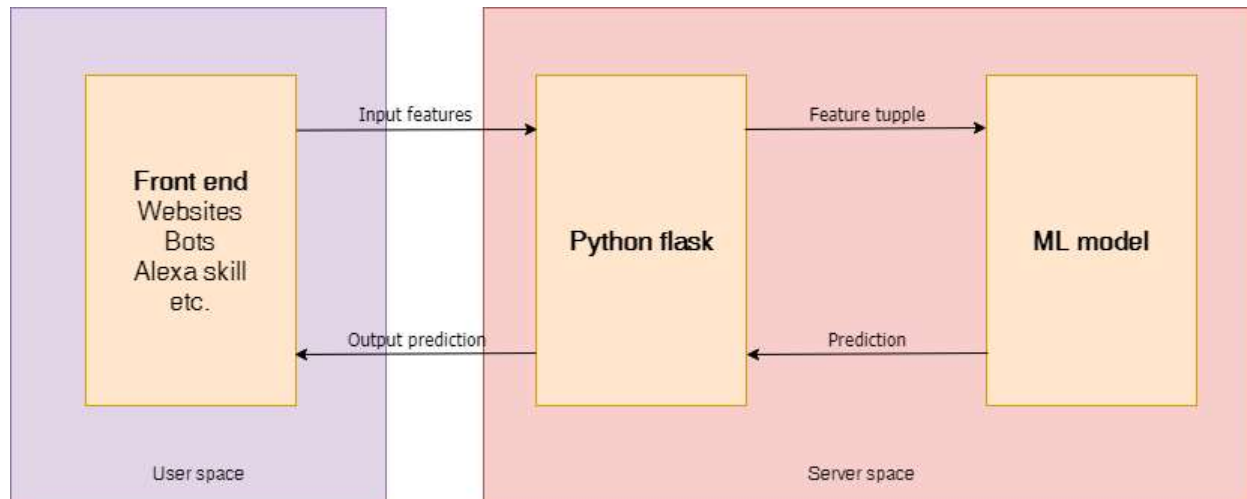 Front end
Websites
Bots
Alexa skill
etc.
Input features
Output prediction
Python flask
Feature tupple
Prediction
ML model
User space
Server space